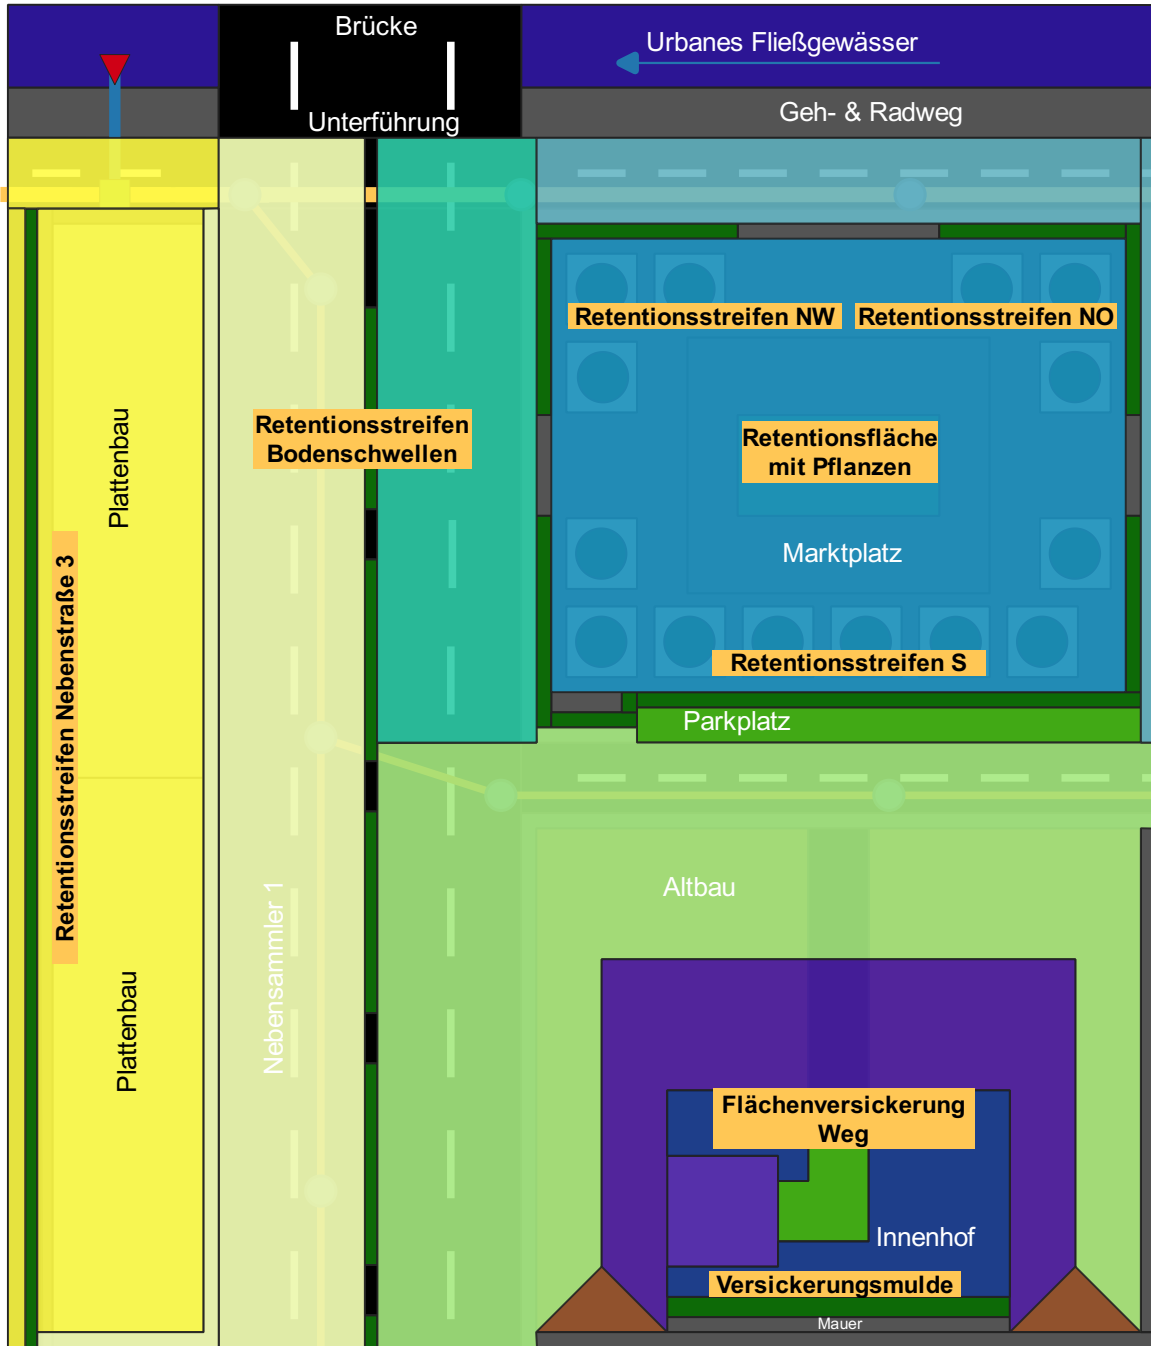 Brücke
Urbanes Fließgewässer
Geh- & Radweg
Unterführung
Retentionsstreifen NW
Retentionsstreifen NO
Retentionsstreifen
Bodenschwellen
Retentionsfläche
mit Pflanzen
Plattenbau
Marktplatz
Retentionsstreifen Nebenstraße 3
Retentionsstreifen S
Parkplatz
Altbau
Nebensammler 1
Plattenbau
Flächenversickerung
Weg
Innenhof
Versickerungsmulde
Mauer